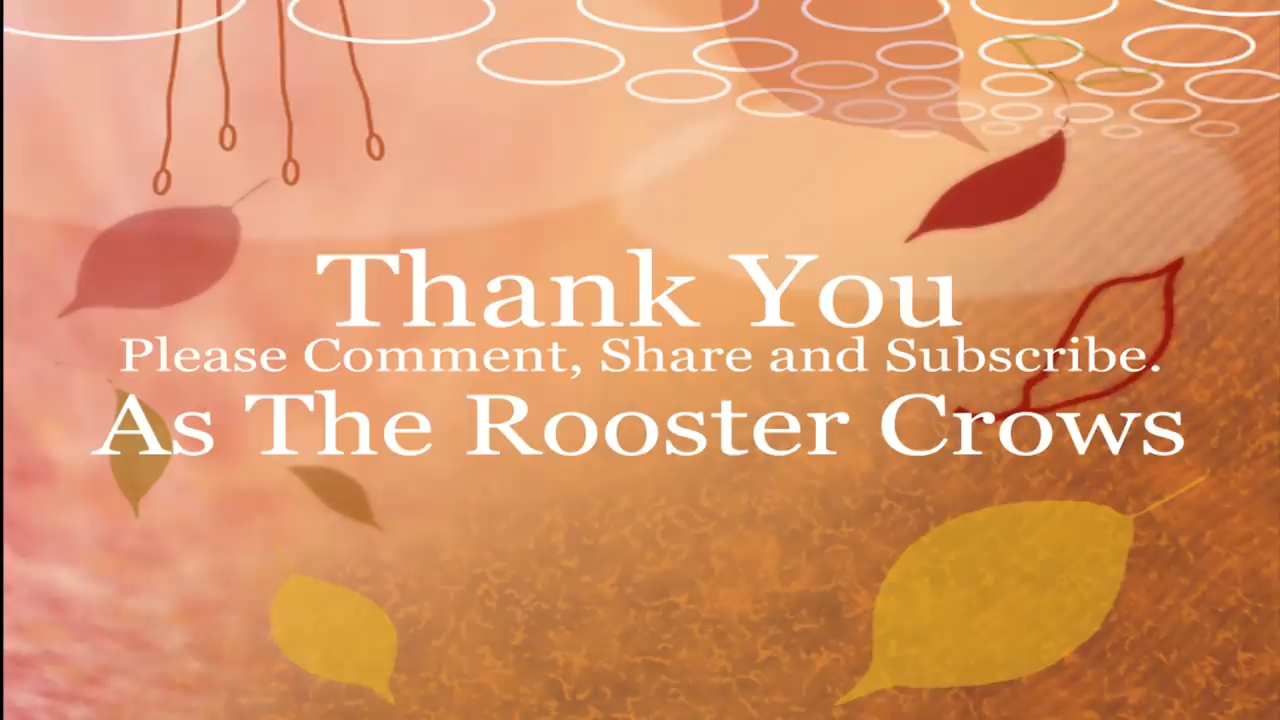 Thank You
Please Comment, Share and Subscribe.
As The Rooster Crows